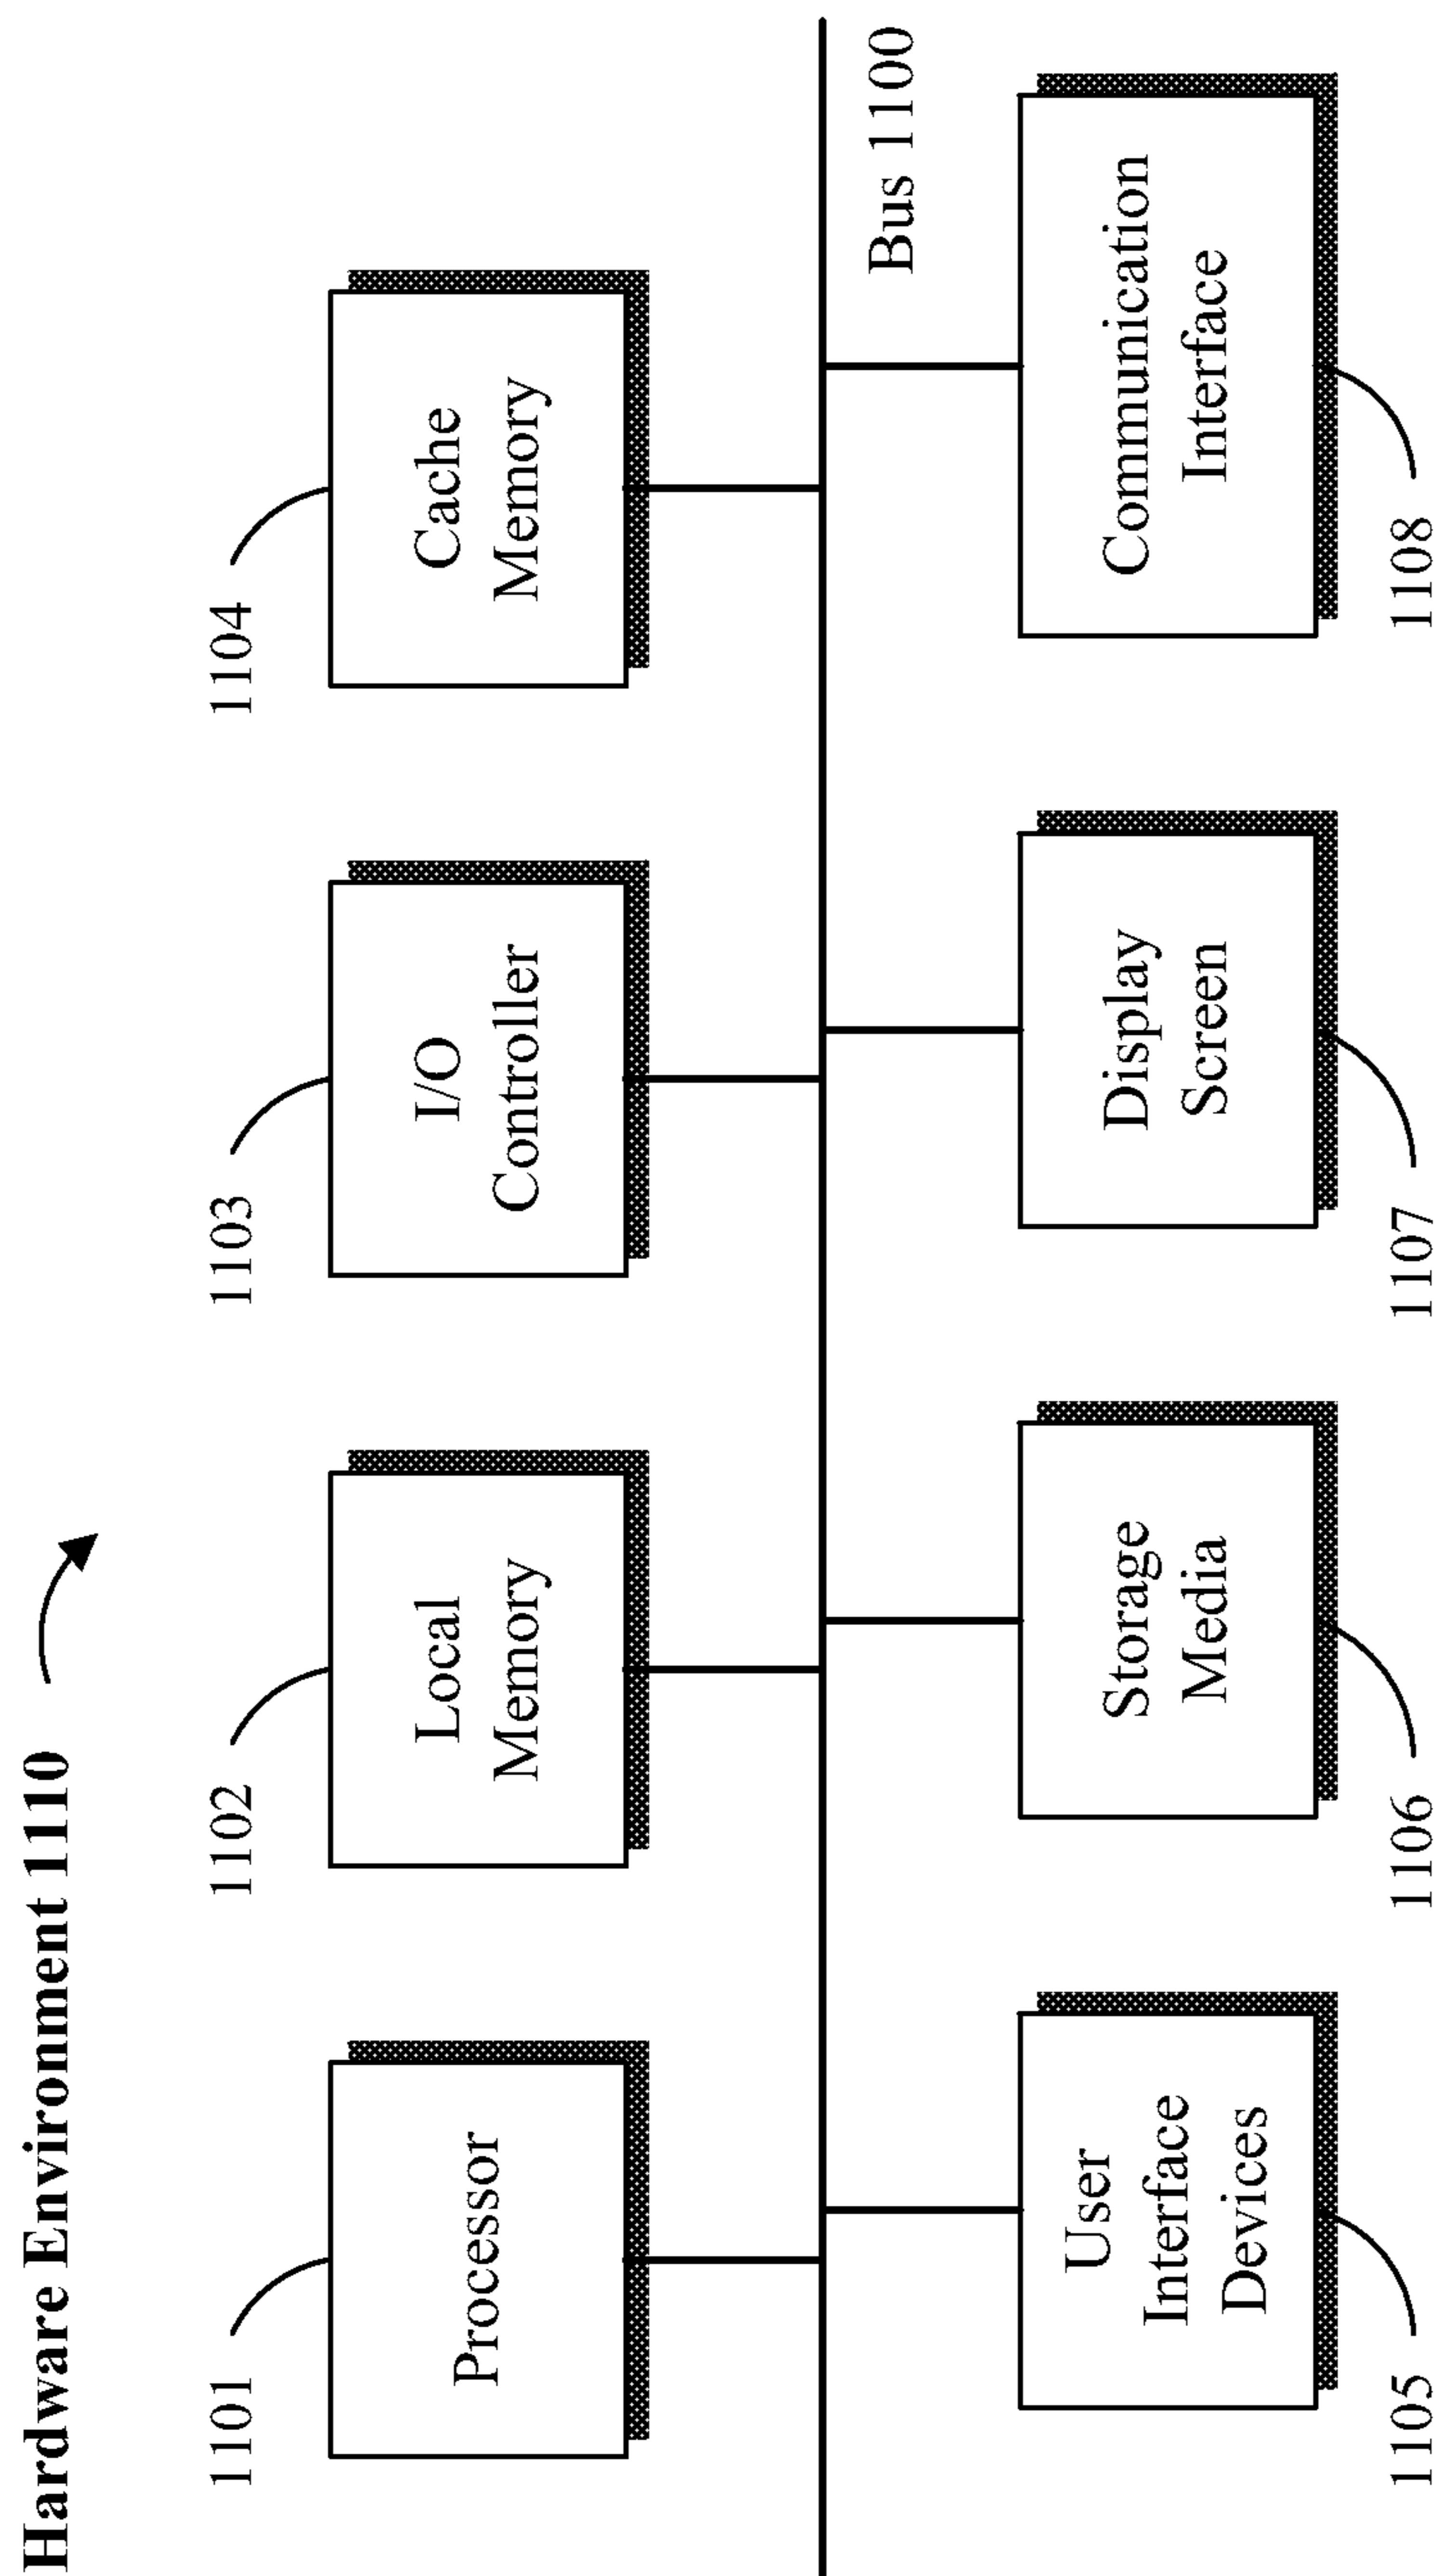 Hardware Environment 1110
1101
Processor
1102
Local
Memory
1103
I/O
Controller
1104
Cache
Memory
Bus 1100
User
Interface
Devices
1105
Storage
Media
1106
Display
Screen
1107
Communication
Interface
1108